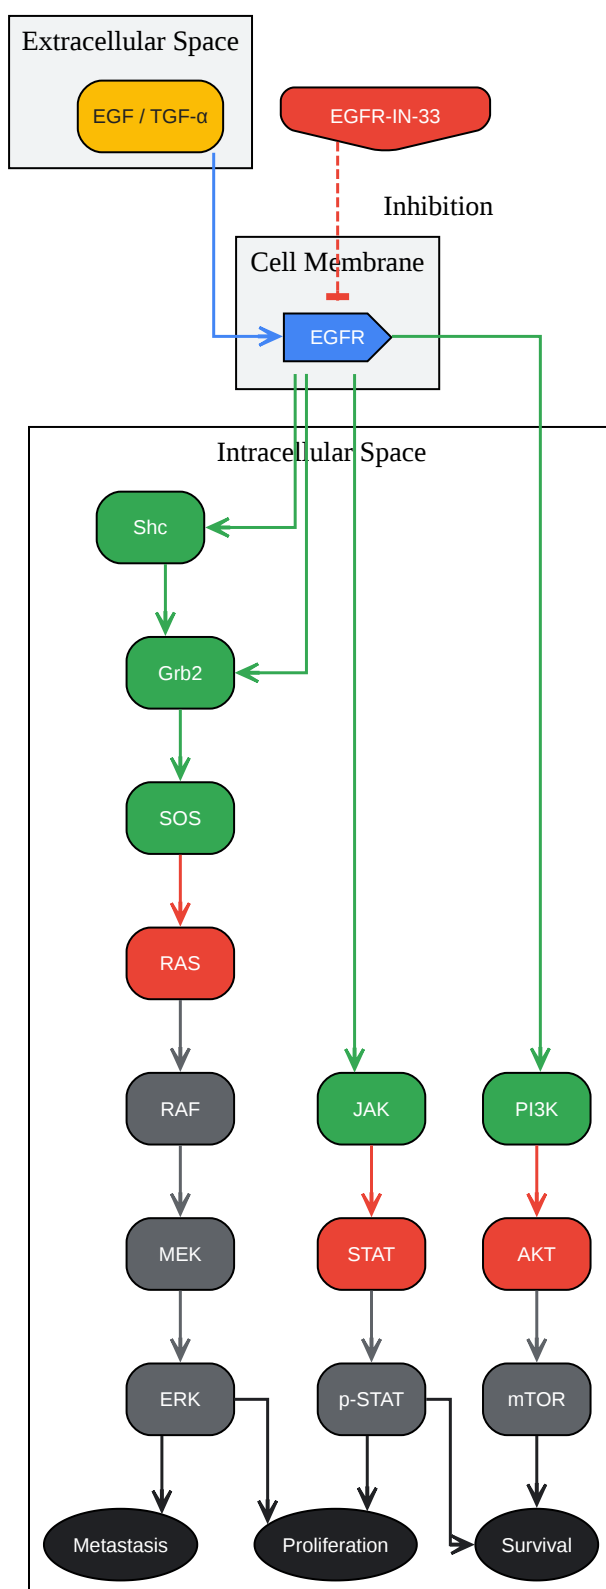 Extracellular Space
EGF / TGF-α
EGFR-IN-33
Inhibition
Cell Membrane
EGFR
Intracellular Space
Shc
Grb2
SOS
RAS
RAF
JAK
PI3K
MEK
STAT
AKT
ERK
p-STAT
mTOR
Metastasis
Proliferation
Survival